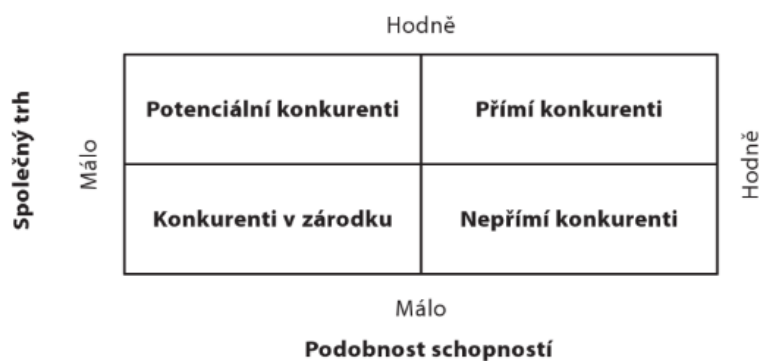 Hodně
Společný trh
Málo
Potenciální konkurenti
Přímí konkurenti
Hodně
Konkurenti v zárodku
Nepřímí konkurenti
Málo
Podobnost schopností